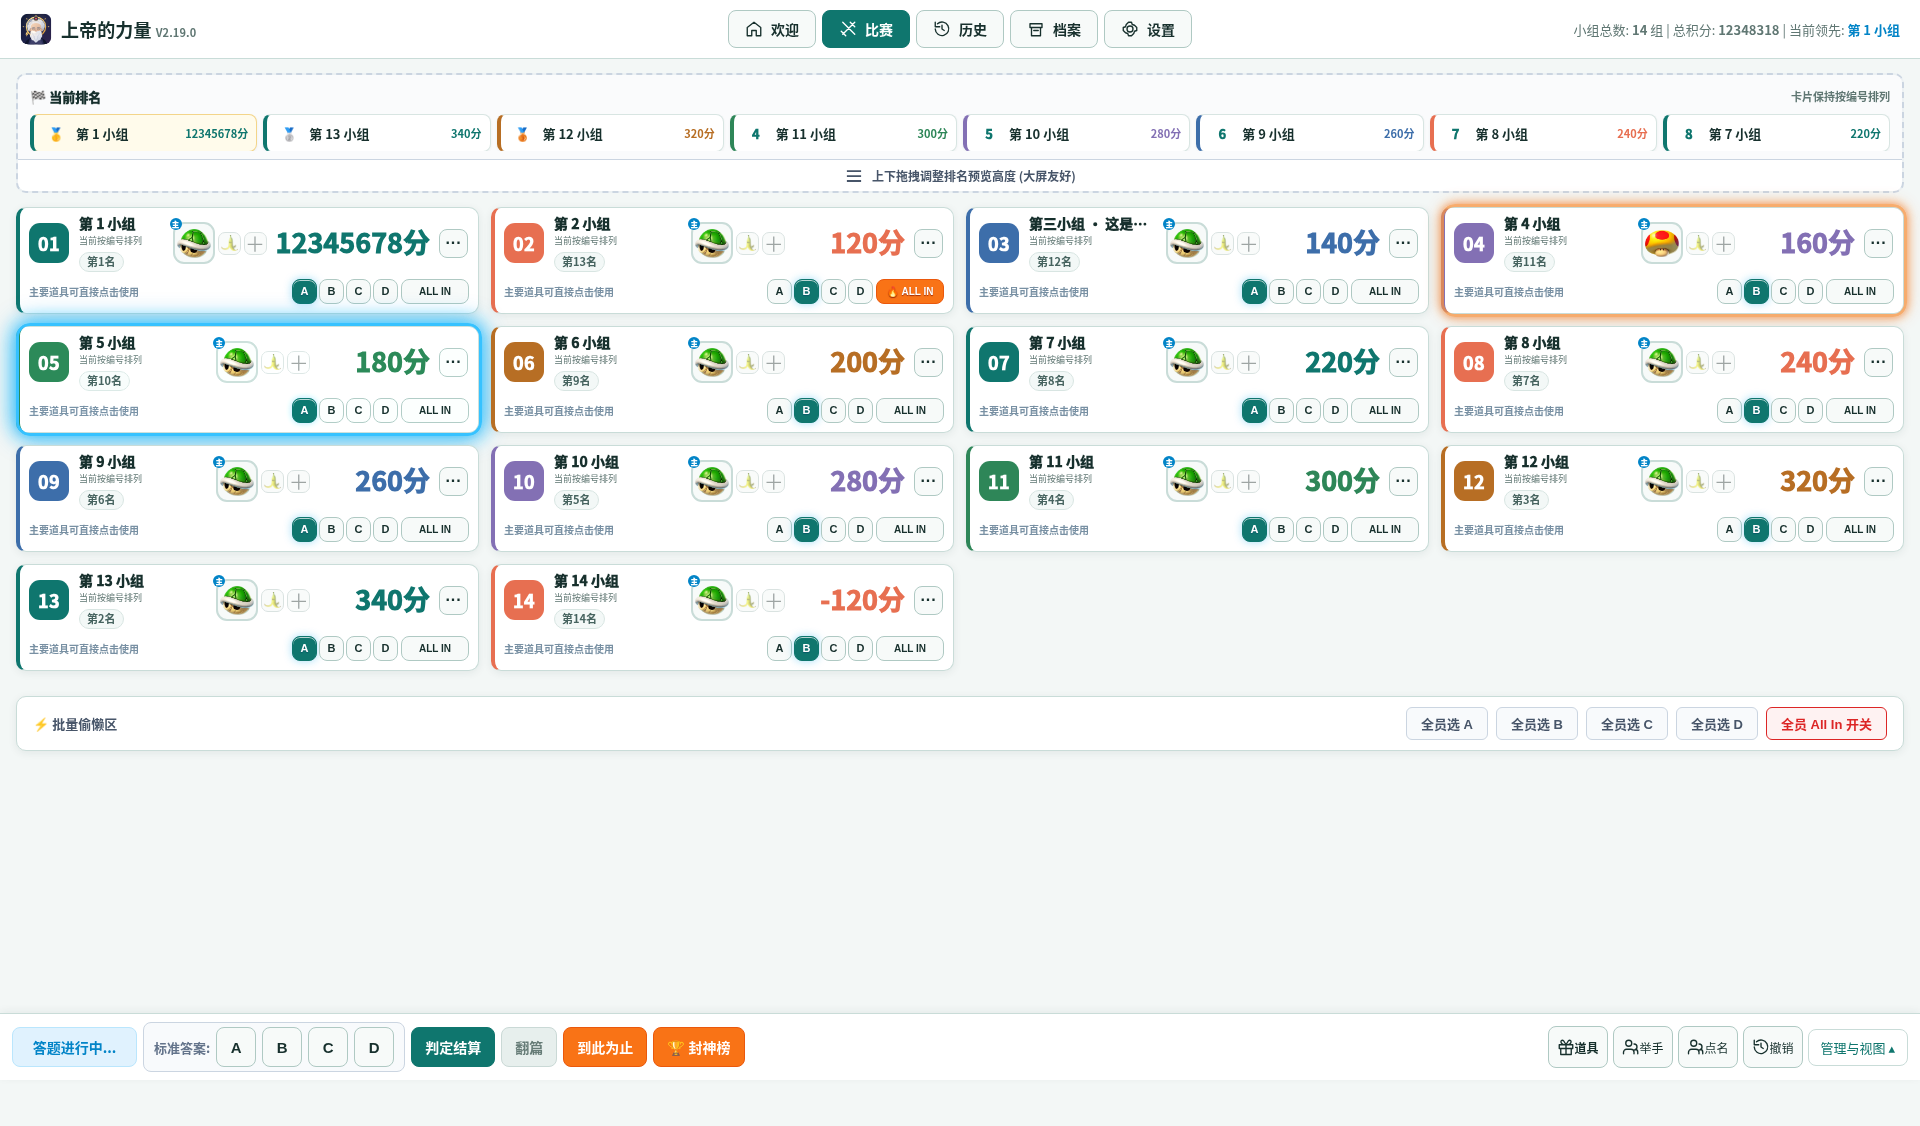 上帝的力量 V2.19.0
欢迎 比赛 历史 档案 设置
小组总数: 14 组 | 总积分: 12348318 | 当前领先: 第 1 小组
当前排名 卡片保持按编号排列
第 1 小组 12345678分
第 13 小组 340分
第 12 小组 320分
4 第 11 小组 300分
5 第 10 小组 280分
6 第 9 小组 260分
7 第 8 小组 240分
8 第 7 小组 220分
上下拖拽调整排名预览高度 (大屏友好)
01 第 1 小组 当前按编号排列 第1名 主 12345678分 ···
主要道具可直接点击使用 A B C D ALL IN
02 第 2 小组 当前按编号排列 第13名 主 120分 ···
主要道具可直接点击使用 A B C D ALL IN
03 第三小组 · 这是··· 当前按编号排列 第12名 主 140分 ···
主要道具可直接点击使用 A B C D ALL IN
04 第 4 小组 当前按编号排列 第11名 主 160分 ···
主要道具可直接点击使用 A B C D ALL IN
05 第 5 小组 当前按编号排列 第10名 主 180分 ···
主要道具可直接点击使用 A B C D ALL IN
06 第 6 小组 当前按编号排列 第9名 主 200分 ···
主要道具可直接点击使用 A B C D ALL IN
07 第 7 小组 当前按编号排列 第8名 主 220分 ···
主要道具可直接点击使用 A B C D ALL IN
08 第 8 小组 当前按编号排列 第7名 主 240分 ···
主要道具可直接点击使用 A B C D ALL IN
09 第 9 小组 当前按编号排列 第6名 主 260分 ···
主要道具可直接点击使用 A B C D ALL IN
10 第 10 小组 当前按编号排列 第5名 主 280分 ···
主要道具可直接点击使用 A B C D ALL IN
11 第 11 小组 当前按编号排列 第4名 主 300分 ···
主要道具可直接点击使用 A B C D ALL IN
12 第 12 小组 当前按编号排列 第3名 主 320分 ···
主要道具可直接点击使用 A B C D ALL IN
13 第 13 小组 当前按编号排列 第2名 主 340分 ···
主要道具可直接点击使用 A B C D ALL IN
14 第 14 小组 当前按编号排列 第14名 主 -120分 ···
主要道具可直接点击使用 A B C D ALL IN
批量偷懒区 全员选 A 全员选 B 全员选 C 全员选 D 全员 All In 开关
答题进行中... 标准答案: A B C D 判定结算 翻篇 到此为止 封神榜 道具 举手 点名 撤销 管理与视图 ▴